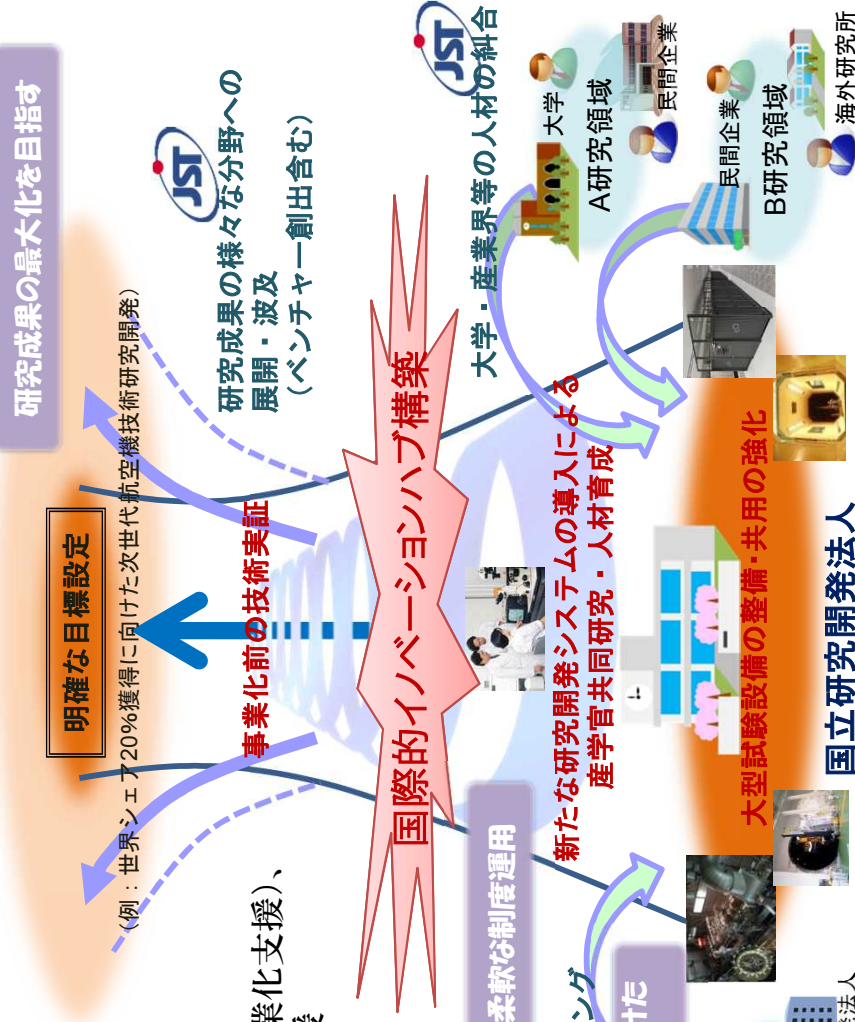 研究成果の最大化を目指す
明確な目標設定
（例：世界シェア20%獲得に向けた次世代航空機技術研究開発）
JST
研究成果の様々な分野への
展開・波及
（ベンチャー創出含む）
事業化前の技術実証
業化支援）、
国際的イノベーションハブ構築
JST
大学・産業界等の人材の糾合
大学
A研究領域
民間企業
民間企業
B研究領域
海外研究所
柔軟な制度運用
新たな研究開発システムの導入による
産学官共同研究・人材育成
ング
けた
大型試験設備の整備・共用の強化
国立研究開発法人
発法人